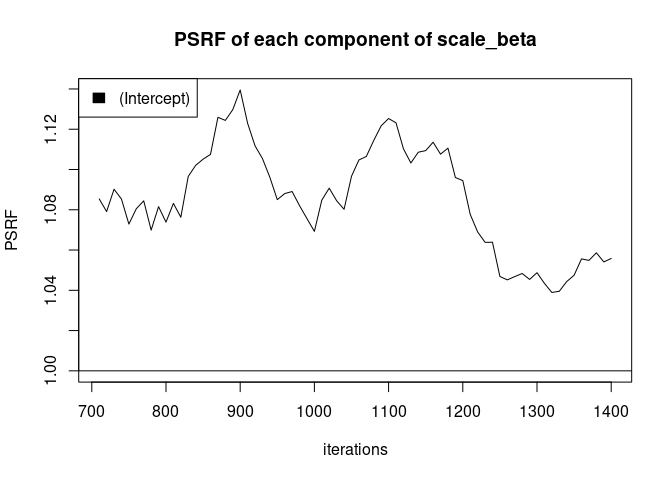 PSRF of each component of scale_beta
(Intercept)
PSRF
1.12
1.08
1.04
1.00
700 800 900 1000 1100 1200 1300 1400
iterations